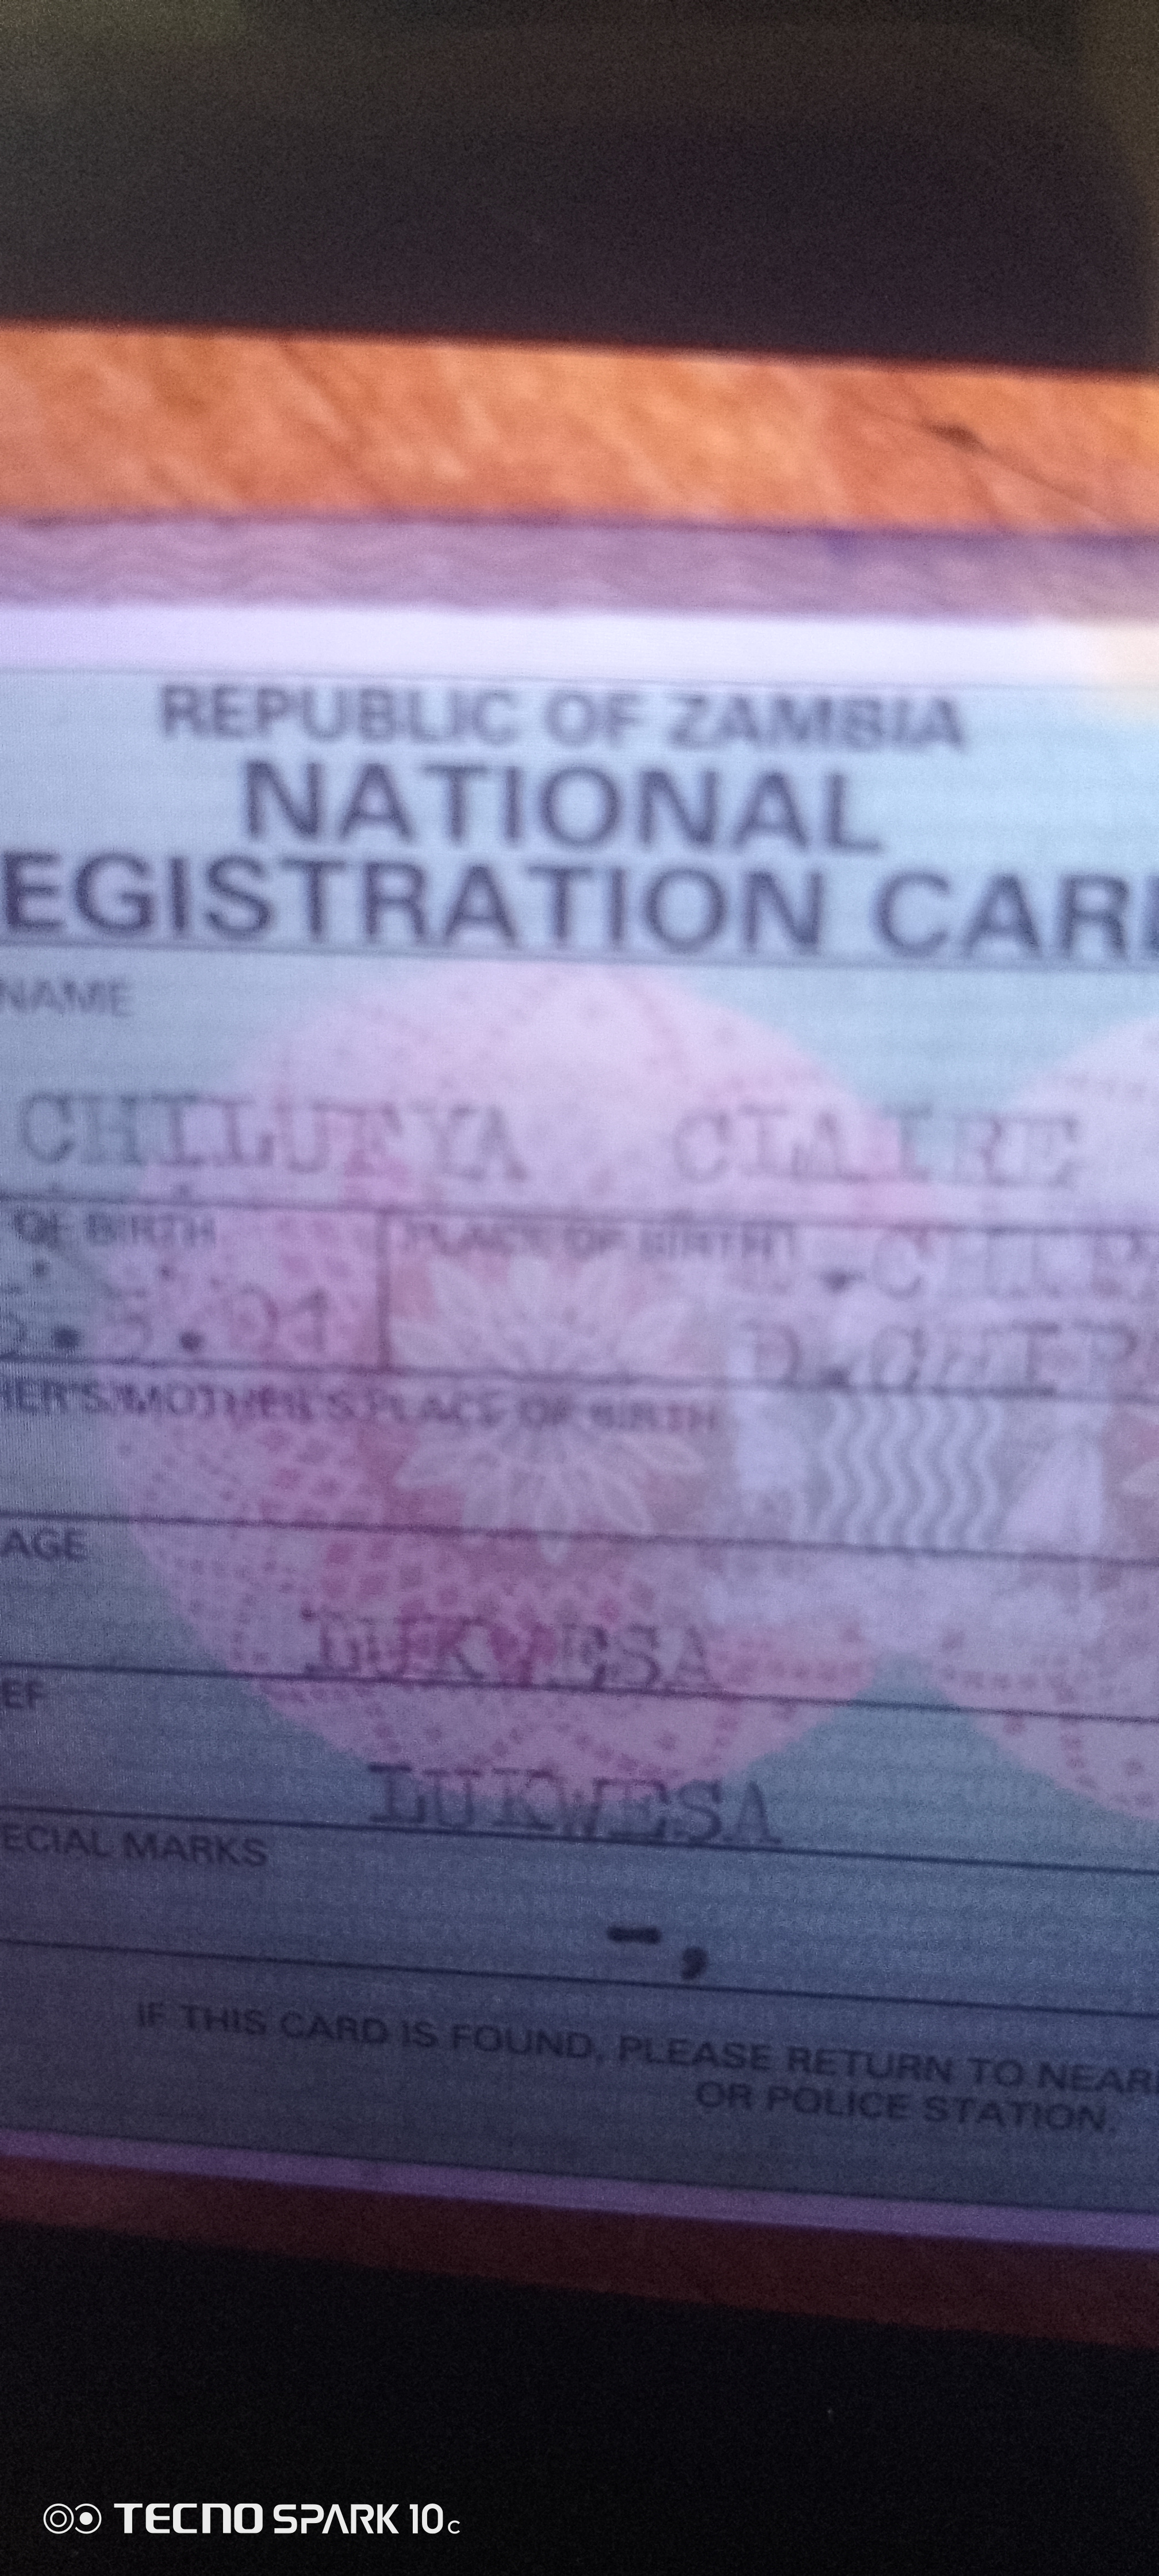 REPUBLIC OF ZAMBIA
NATIONAL
EGISTRATION CAR
NAME
CHILUFYA CLAIRE
OF BIRTH PLACE OF BIRTH
5.5.
HER'S/MOTHER'S PLACE OF BIRTH
AGE
LUKWESA
EF
LUKWESA
ECIAL MARKS
-,
IF THIS CARD IS FOUND, PLEASE RETURN TO NEAR
OR POLICE STATION.
TECNO SPARK 10C